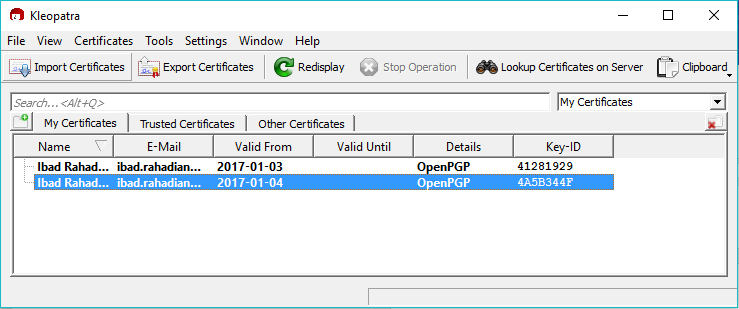 Kleopatra
File View Certificates Tools Settings Window Help
Import Certificates Export Certificates Redisplay Stop Operation Lookup Certificates on Server Clipboard
Search...<Alt+Q> My Certificates
My Certificates Trusted Certificates Other Certificates
Name E-Mail Valid From Valid Until Details Key-ID
Ibad Rahad... ibad.rahadian... 2017-01-03 OpenPGP 41281929
Ibad Rahad... ibad.rahadian... 2017-01-04 OpenPGP 4A5B344F